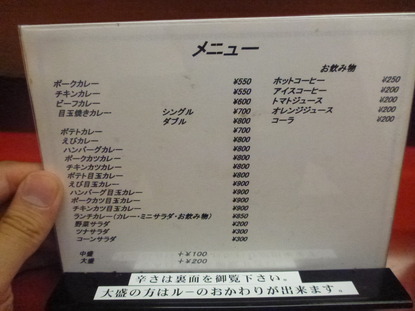 メニュー
ポークカレー ¥550
チキンカレー ¥550
ビーフカレー ¥600
目玉焼きカレー シングル ¥700
ダブル ¥800
ポテトカレー ¥700
えびカレー ¥800
ハンバーグカレー ¥800
ポークカツカレー ¥800
チキンカツカレー ¥800
ポテト目玉カレー ¥800
えび目玉カレー ¥900
ハンバーグ目玉カレー ¥900
ポークカツ目玉カレー ¥900
チキンカツ目玉カレー ¥900
ランチカレー(カレー・ミニサラダ・お飲み物) ¥850
野菜サラダ ¥200
ツナサラダ ¥300
コーンサラダ ¥300
中盛 +¥100
大盛 +¥200
お飲み物
ホットコーヒー ¥250
アイスコーヒー ¥200
トマトジュース ¥200
オレンジジュース ¥200
コーラ ¥200
辛さは裏面を御覧下さい。
大盛の方はルーのおかわりが出来ます。